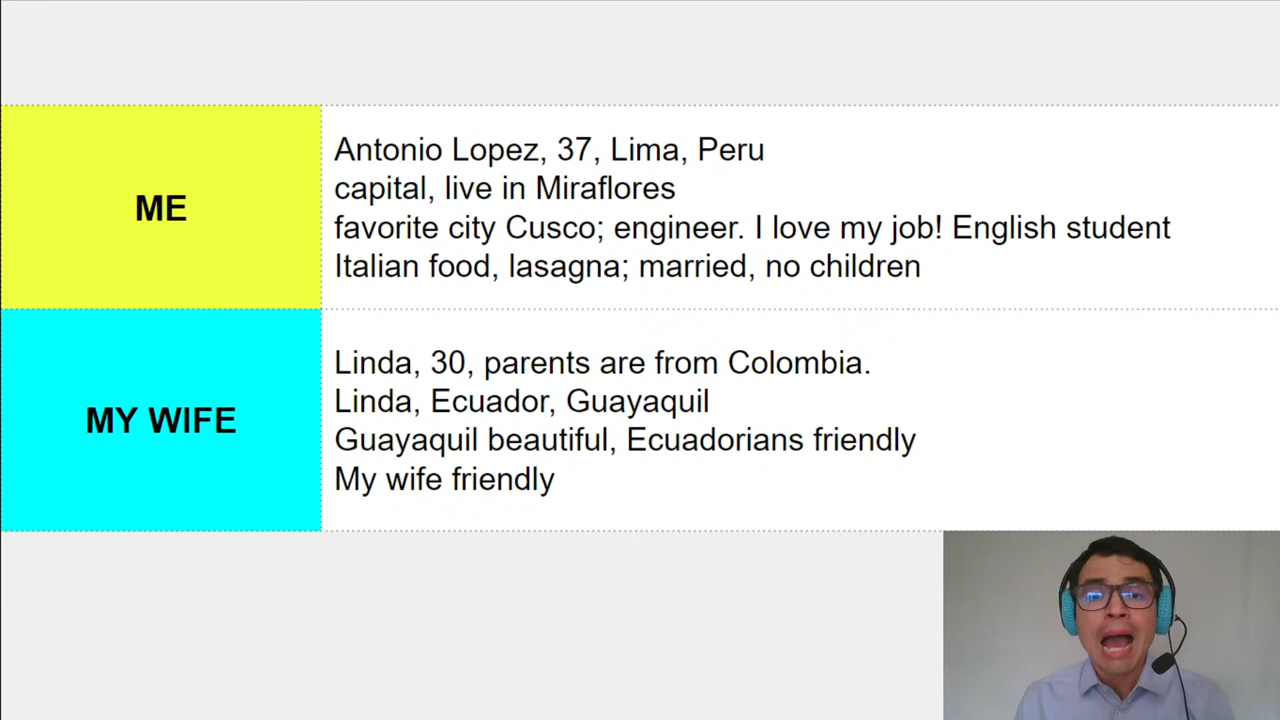 ME
Antonio Lopez, 37, Lima, Peru
capital, live in Miraflores
favorite city Cusco; engineer. I love my job! English student
Italian food, lasagna; married, no children
MY WIFE
Linda, 30, parents are from Colombia.
Linda, Ecuador, Guayaquil
Guayaquil beautiful, Ecuadorians friendly
My wife friendly